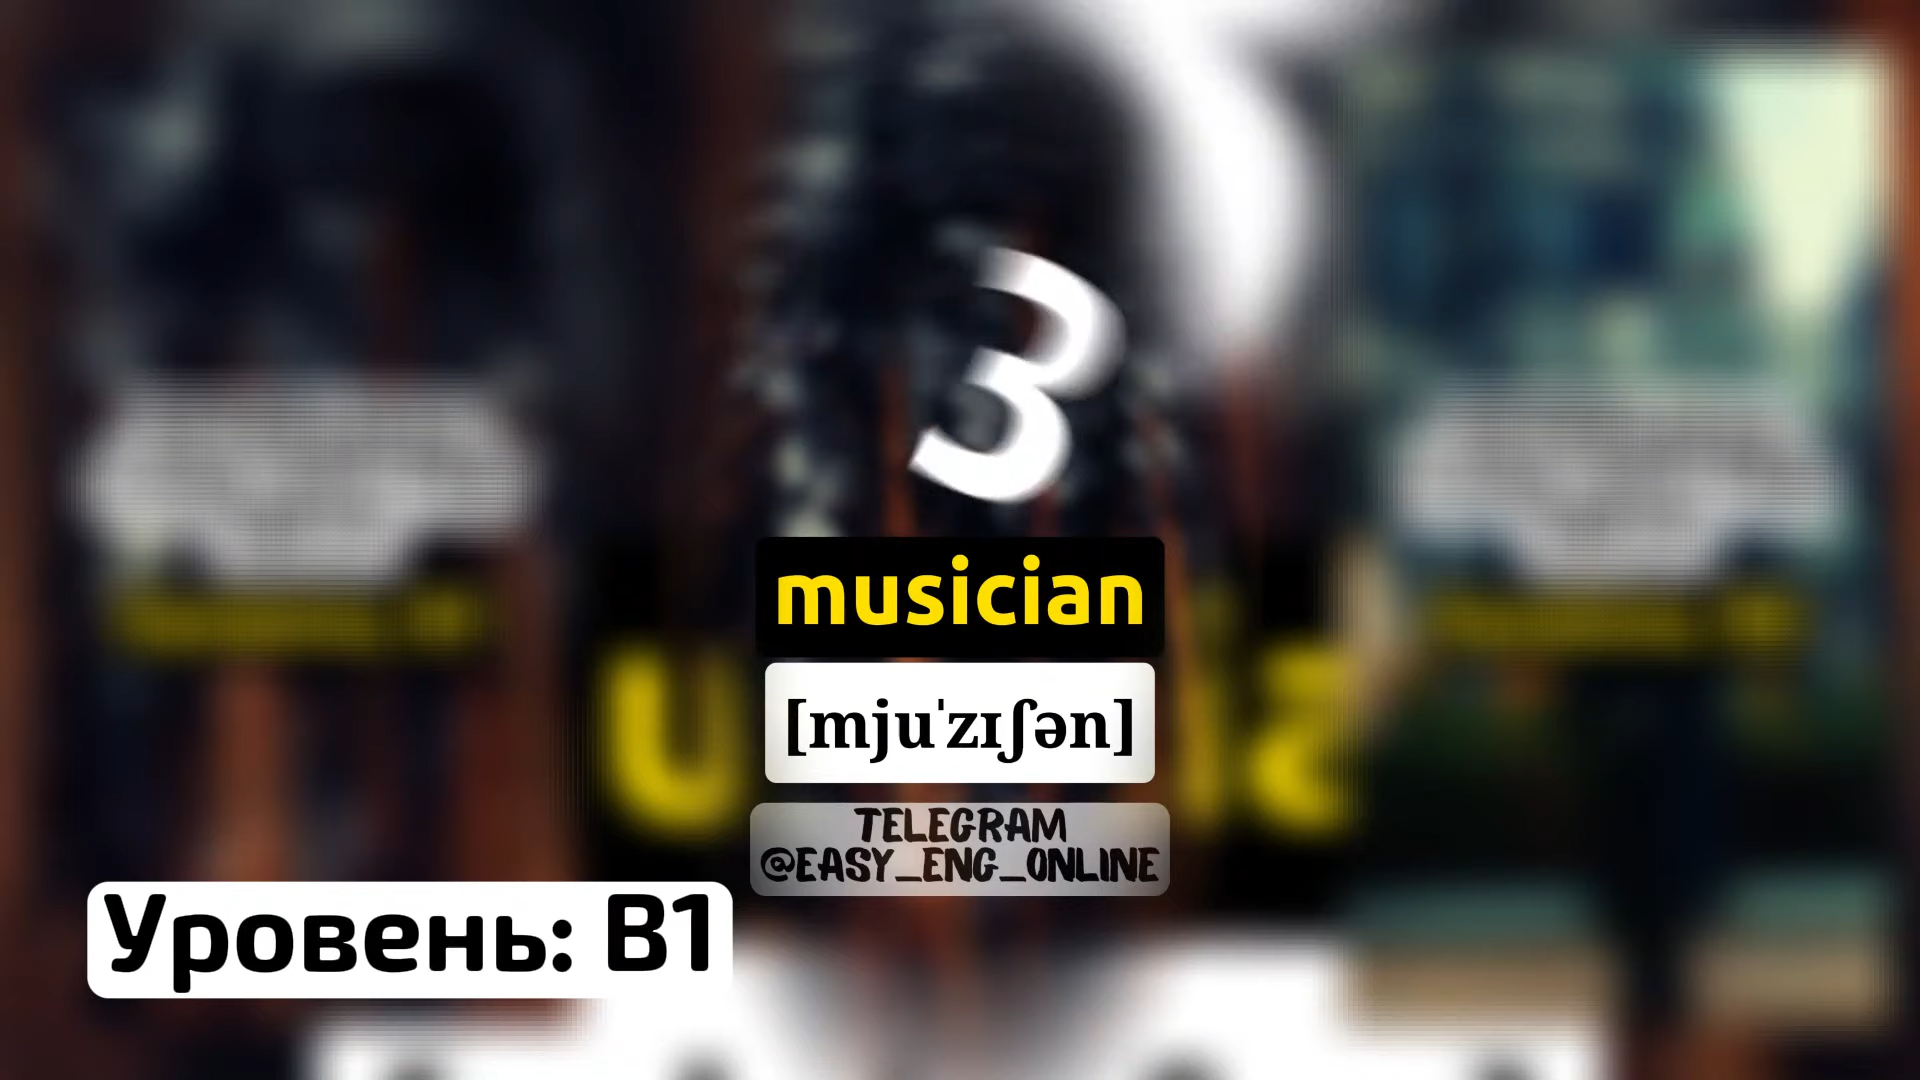 3
musician
[mjuˈzɪʃən]
TELEGRAM
@EASY_ENG_ONLINE
Уровень: B1